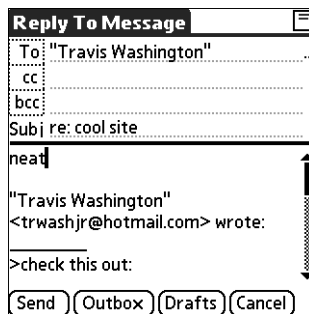 Reply To Message
To "Travis Washington"
cc
bcc
Subj re: cool site
neat
"Travis Washington"
<trwashjr@hotmail.com> wrote:
>check this out:
Send Outbox Drafts Cancel